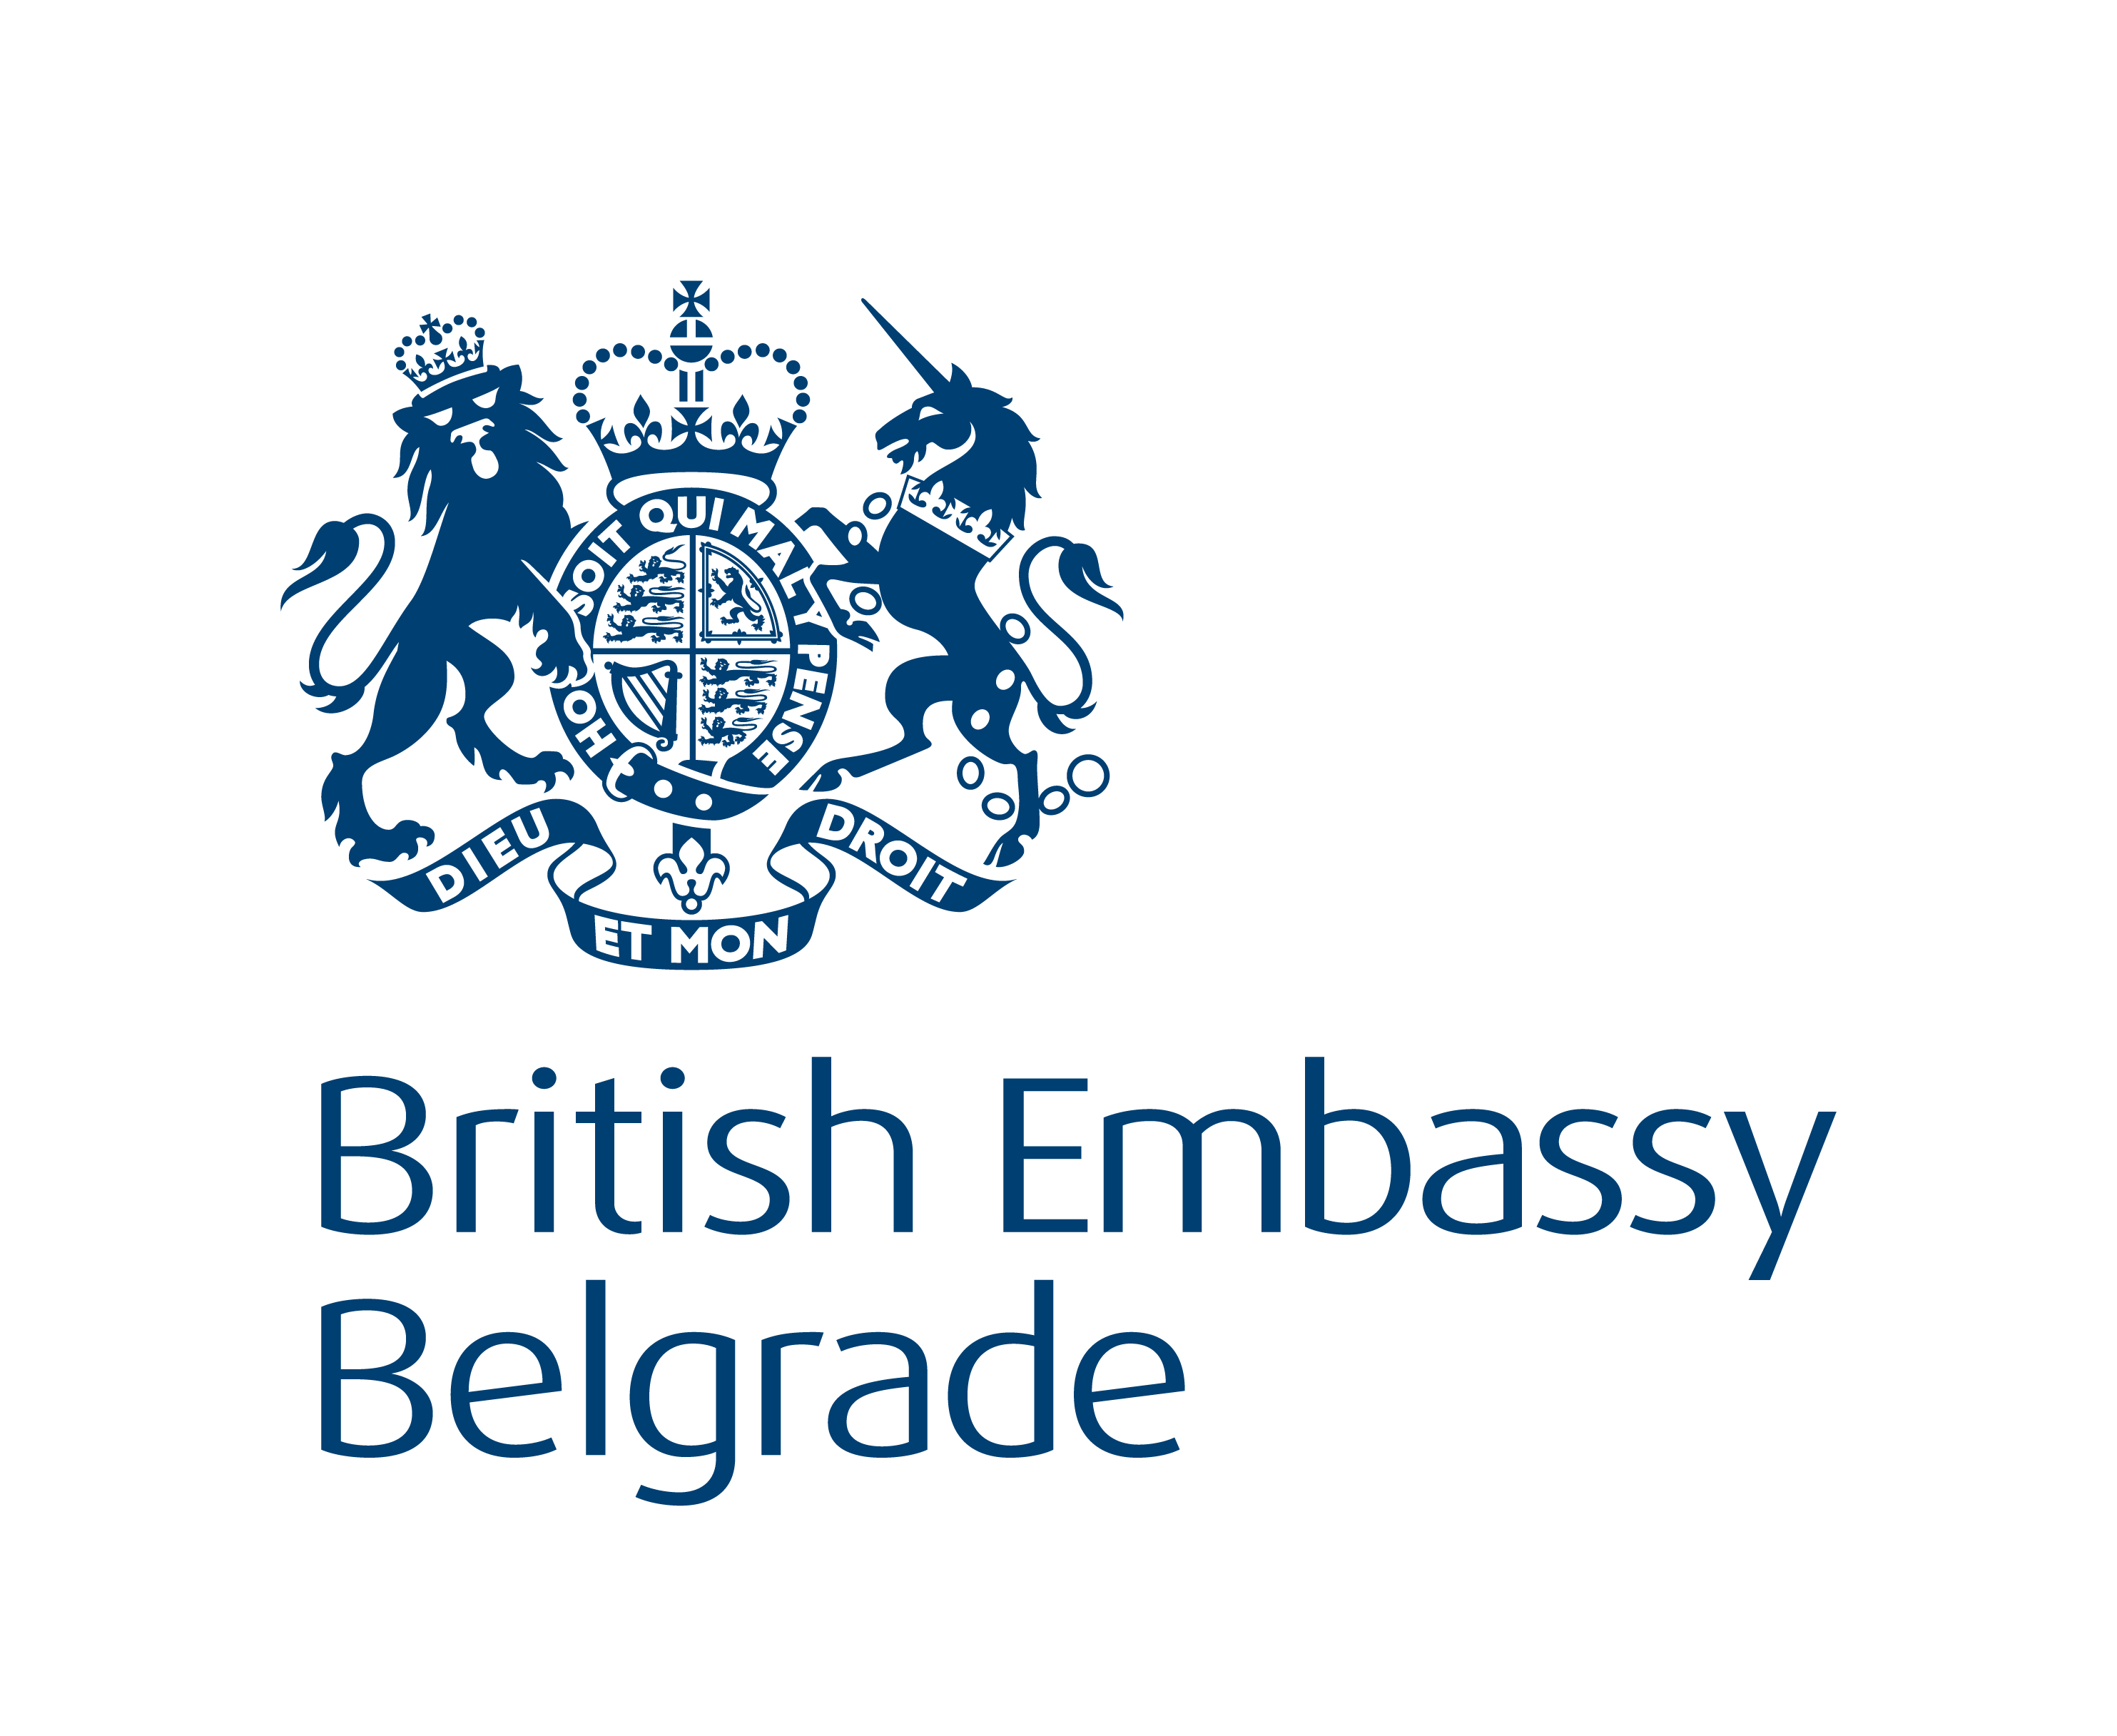 HONI SOIT QUI MAL Y PENSE
DIEU ET MON DROIT
British Embassy
Belgrade